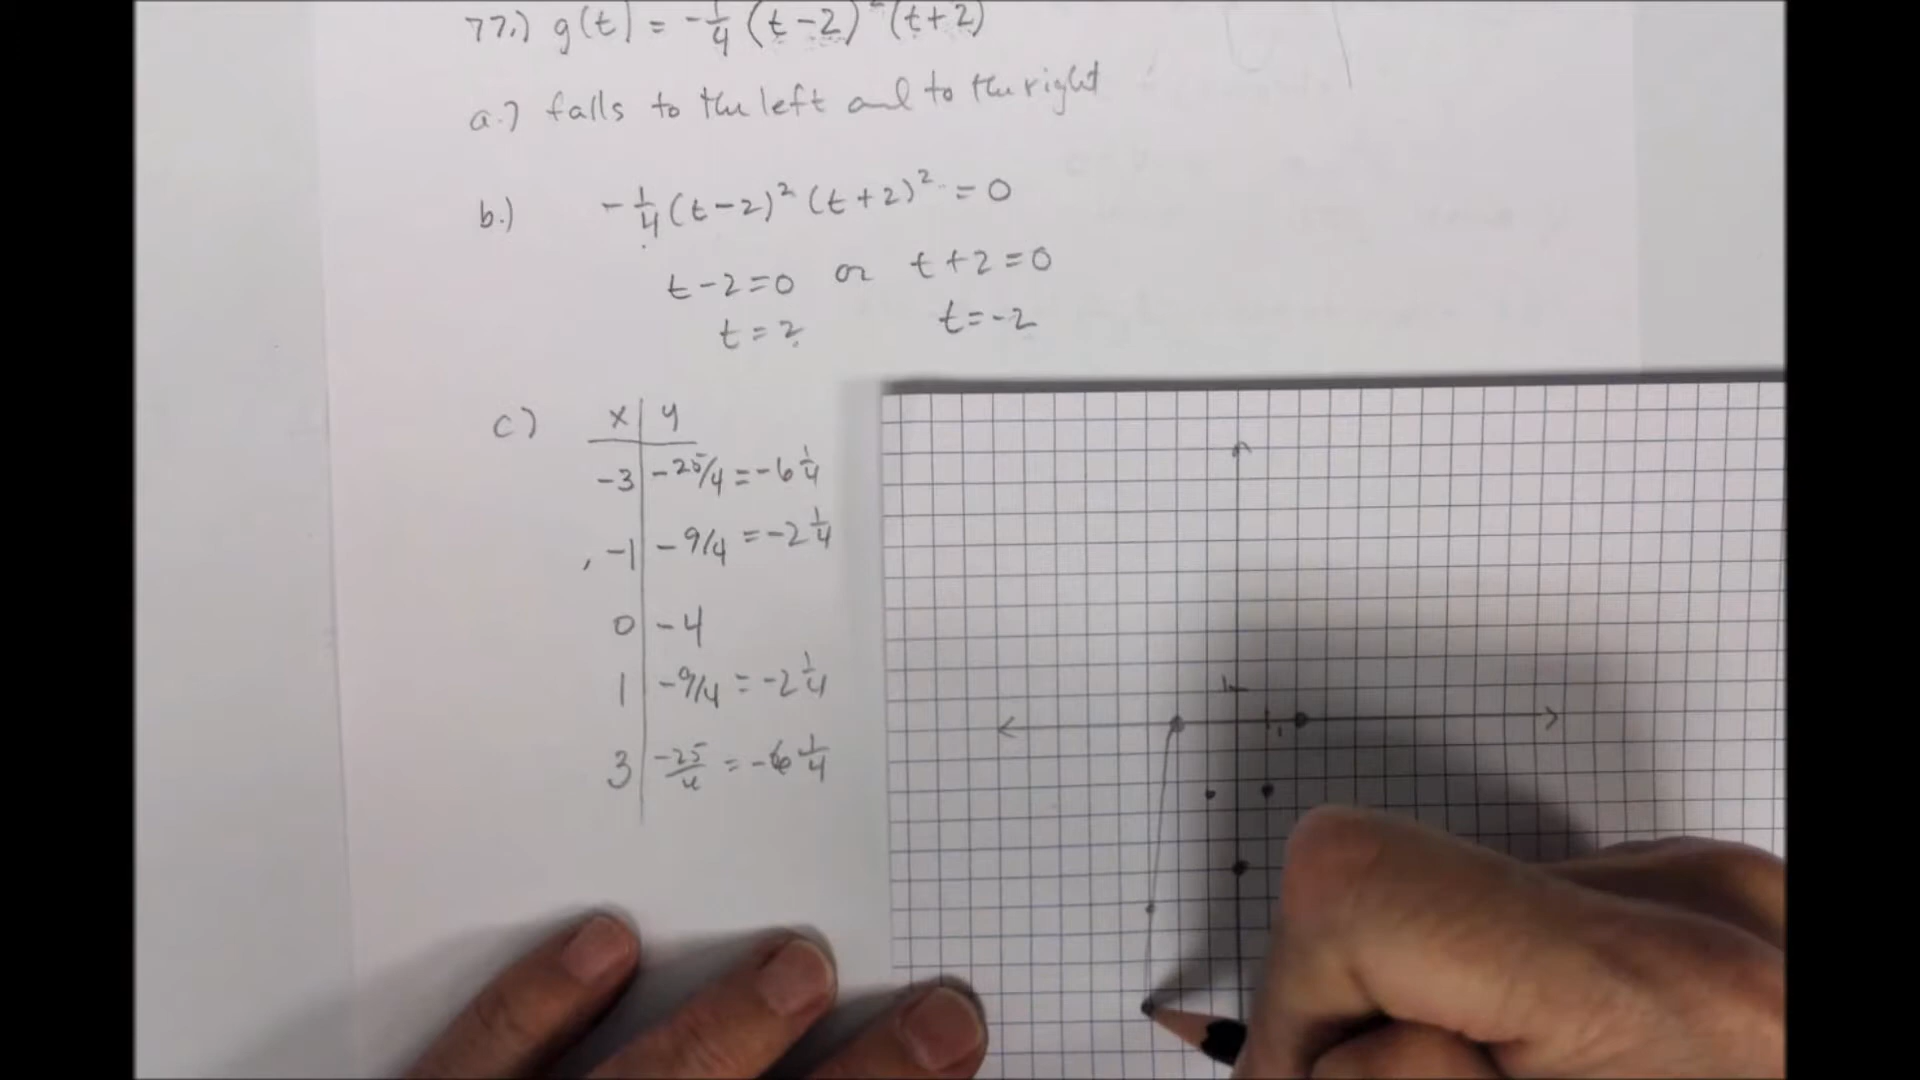 77.) g(t) = -1/4 (t-2)² (t+2)
a.) falls to the left and to the right
b.) -1/4 (t-2)² (t+2)² = 0
t-2=0 or t+2=0
t=2 t=-2
c) x y
-3 -25/4 = -6 1/4
-1 -9/4 = -2 1/4
0 -4
1 -9/4 = -2 1/4
3 -25/4 = -6 1/4
1
1